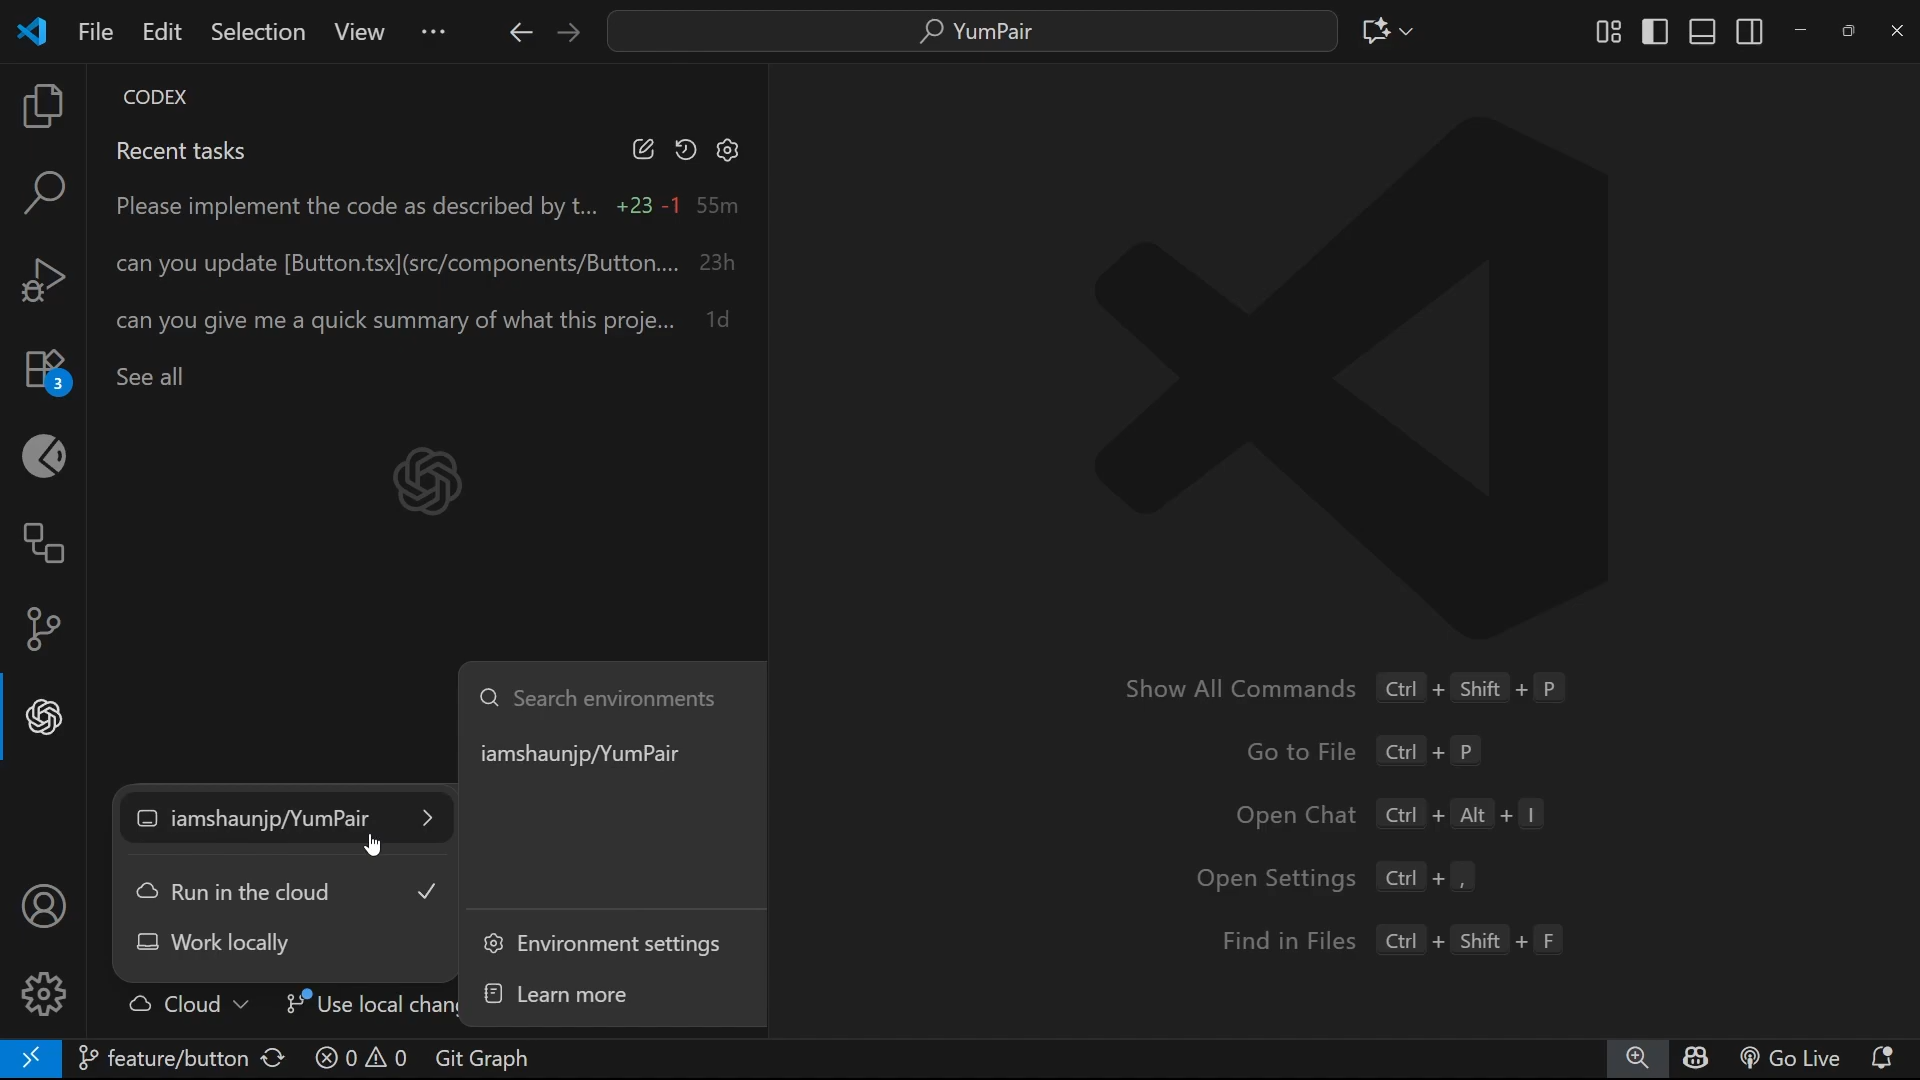 File Edit Selection View ··· YumPair
CODEX
Recent tasks
Please implement the code as described by t... +23 -1 55m
can you update [Button.tsx](src/components/Button.... 23h
can you give me a quick summary of what this proje... 1d
See all
3
Search environments
iamshaunjp/YumPair
iamshaunjp/YumPair
Run in the cloud
Work locally
Environment settings
Learn more
Cloud Use local chang
Show All Commands Ctrl + Shift + P
Go to File Ctrl + P
Open Chat Ctrl + Alt + I
Open Settings Ctrl + ,
Find in Files Ctrl + Shift + F
feature/button 0 0 Git Graph Go Live